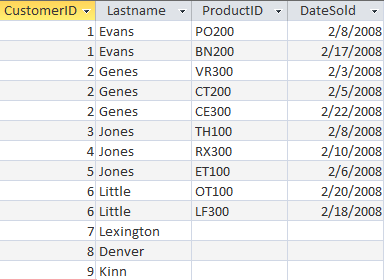 CustomerID Lastname ProductID DateSold
1 Evans PO200 2/8/2008
1 Evans BN200 2/17/2008
2 Genes VR300 2/3/2008
2 Genes CT200 2/5/2008
2 Genes CE300 2/22/2008
3 Jones TH100 2/8/2008
4 Jones RX300 2/10/2008
5 Jones ET100 2/6/2008
6 Little OT100 2/20/2008
6 Little LF300 2/18/2008
7 Lexington
8 Denver
9 Kinn